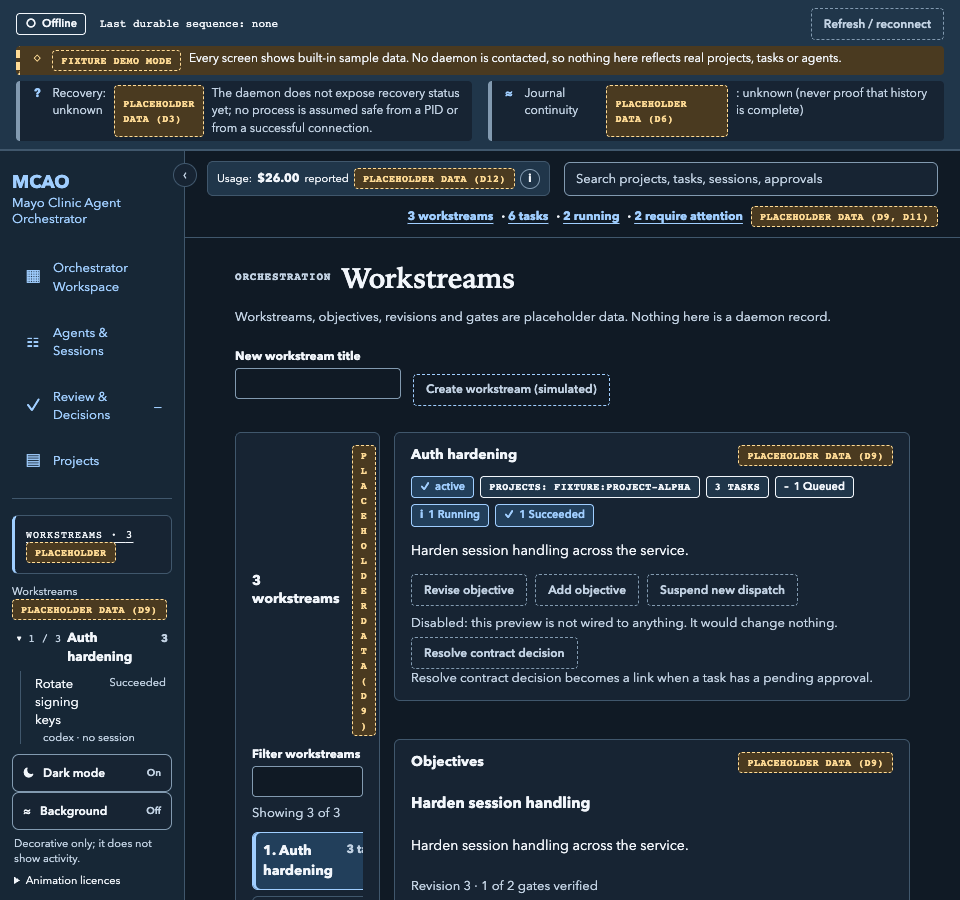 Offline
Last durable sequence: none
Refresh / reconnect
FIXTURE DEMO MODE
Every screen shows built-in sample data. No daemon is contacted, so nothing here reflects real projects, tasks or agents.
? Recovery:
unknown
PLACEHOLDER
DATA (D3)
The daemon does not expose recovery status
yet; no process is assumed safe from a PID or
from a successful connection.
≈ Journal
continuity
PLACEHOLDER
DATA (D6)
: unknown (never proof that history
is complete)
MCAO
Mayo Clinic Agent
Orchestrator
Orchestrator
Workspace
Agents &
Sessions
Review &
Decisions
–
Projects
WORKSTREAMS · 3
PLACEHOLDER
Workstreams
PLACEHOLDER DATA (D9)
▾ 1 / 3 Auth
hardening
3
Rotate
signing
keys
Succeeded
codex · no session
Dark mode On
≈ Background Off
Decorative only; it does not
show activity.
▶ Animation licences
‹
Usage: $26.00 reported PLACEHOLDER DATA (D12) i
Search projects, tasks, sessions, approvals
3 workstreams · 6 tasks · 2 running · 2 require attention PLACEHOLDER DATA (D9, D11)
ORCHESTRATION Workstreams
Workstreams, objectives, revisions and gates are placeholder data. Nothing here is a daemon record.
New workstream title
Create workstream (simulated)
3
workstreams
PLACEHOLDER DATA (D9)
Filter workstreams
Showing 3 of 3
1. Auth
hardening
3 t
Auth hardening
PLACEHOLDER DATA (D9)
✓ active
PROJECTS: FIXTURE:PROJECT-ALPHA
3 TASKS
- 1 Queued
i 1 Running
✓ 1 Succeeded
Harden session handling across the service.
Revise objective
Add objective
Suspend new dispatch
Disabled: this preview is not wired to anything. It would change nothing.
Resolve contract decision
Resolve contract decision becomes a link when a task has a pending approval.
Objectives
PLACEHOLDER DATA (D9)
Harden session handling
Harden session handling across the service.
Revision 3 · 1 of 2 gates verified